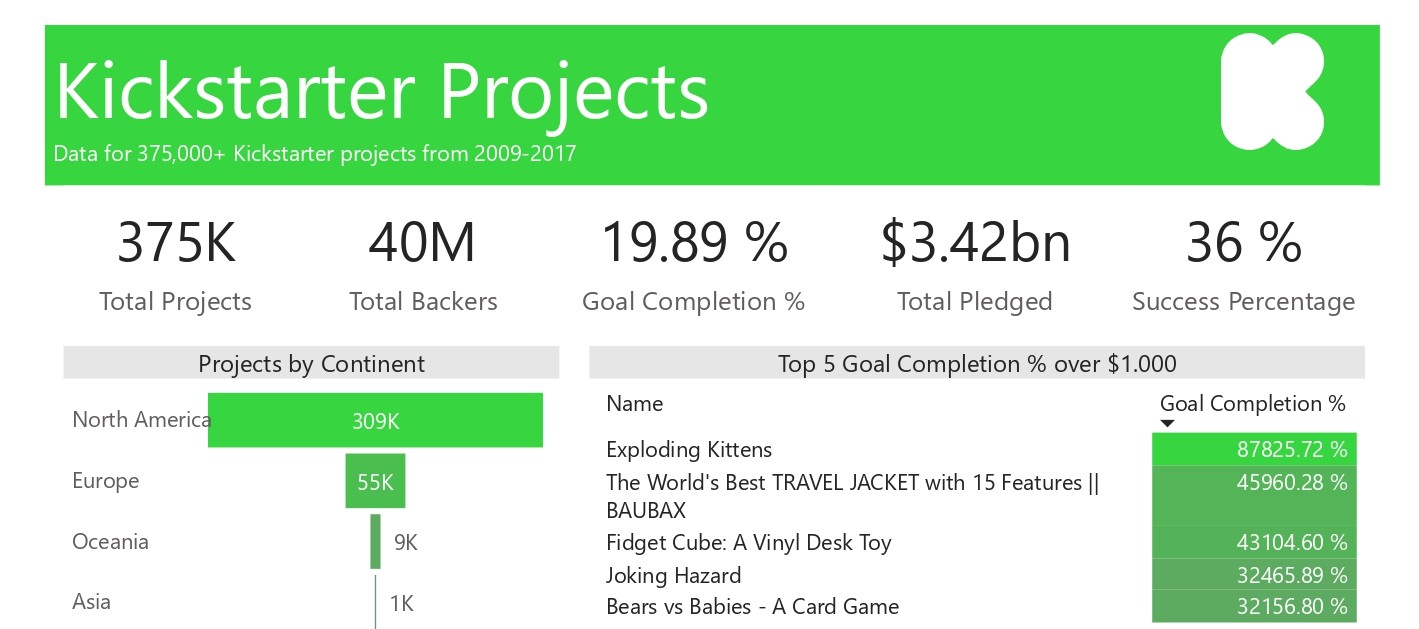 Kickstarter Projects
Data for 375,000+ Kickstarter projects from 2009-2017
375K
Total Projects
40M
Total Backers
19.89 %
Goal Completion %
$3.42bn
Total Pledged
36 %
Success Percentage
Projects by Continent
North America 309K
Europe 55K
Oceania 9K
Asia 1K
Top 5 Goal Completion % over $1.000
Name Goal Completion %
Exploding Kittens 87825.72 %
The World's Best TRAVEL JACKET with 15 Features || 45960.28 %
BAUBAX
Fidget Cube: A Vinyl Desk Toy 43104.60 %
Joking Hazard 32465.89 %
Bears vs Babies - A Card Game 32156.80 %